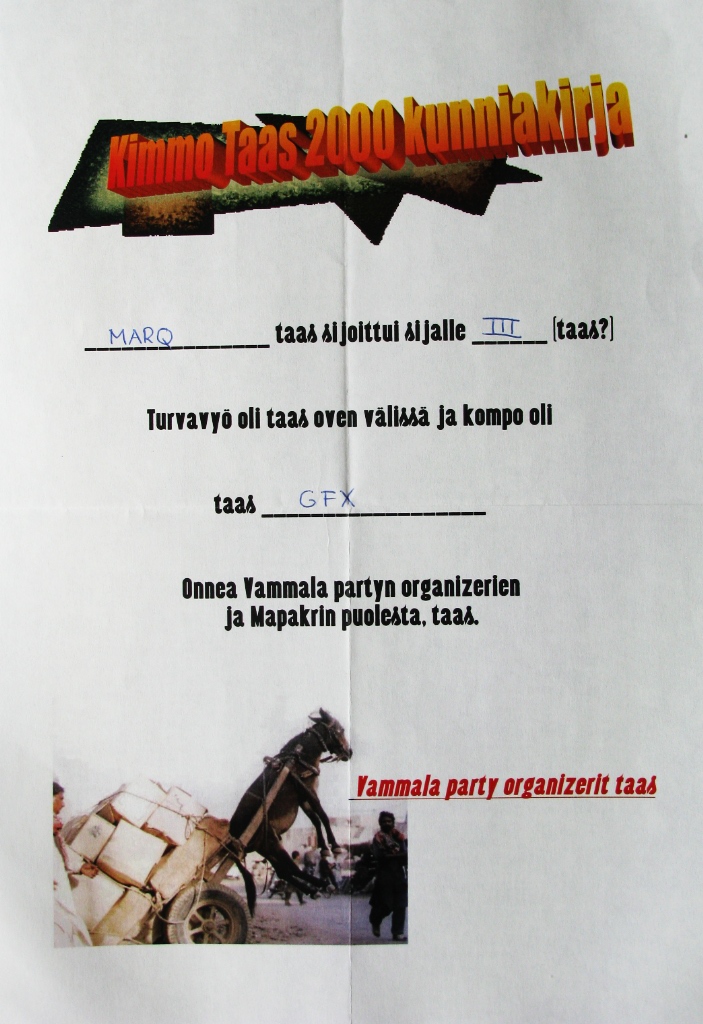 Kimmo Taas 2000 kunniakirja
MARQ taas sijoittui sijalle III (taas?)
Turvavyö oli taas oven välissä ja kompo oli
taas GFX
Onnea Vammala partyn organizerien
ja Mapakrin puolesta, taas.
Vammala party organizerit taas